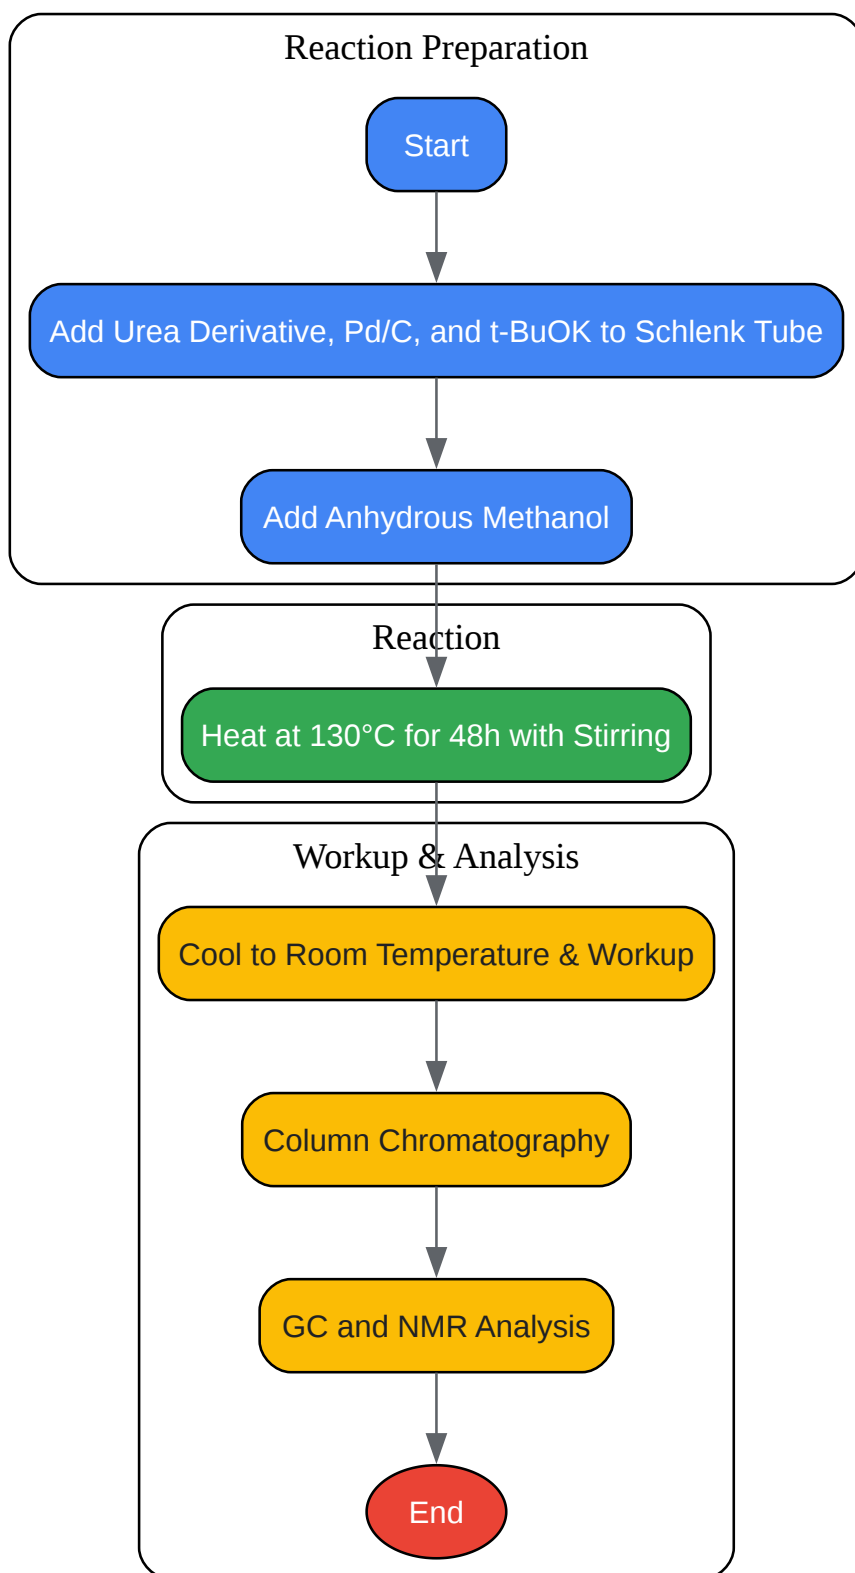 Reaction Preparation
Start
Add Urea Derivative, Pd/C, and t-BuOK to Schlenk Tube
Add Anhydrous Methanol
Reaction
Heat at 130°C for 48h with Stirring
Workup & Analysis
Cool to Room Temperature & Workup
Column Chromatography
GC and NMR Analysis
End